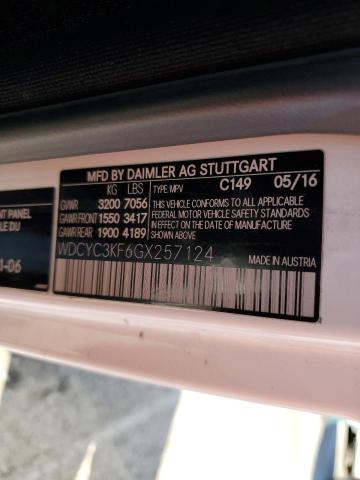 MFD BY DAIMLER AG STUTTGART
KG LBS TYPE: MPV C149 05/16
GVWR 3200 7056
GAWR FRONT 1550 3417
GAWR REAR 1900 4189
THIS VEHICLE CONFORMS TO ALL APPLICABLE
FEDERAL MOTOR VEHICLE SAFETY STANDARDS
IN EFFECT ON THE DATE OF MANUFACTURE
SHOWN ABOVE.
WDCYC3KF6GX257124
MADE IN AUSTRIA
NT PANEL
LE DU
1-06